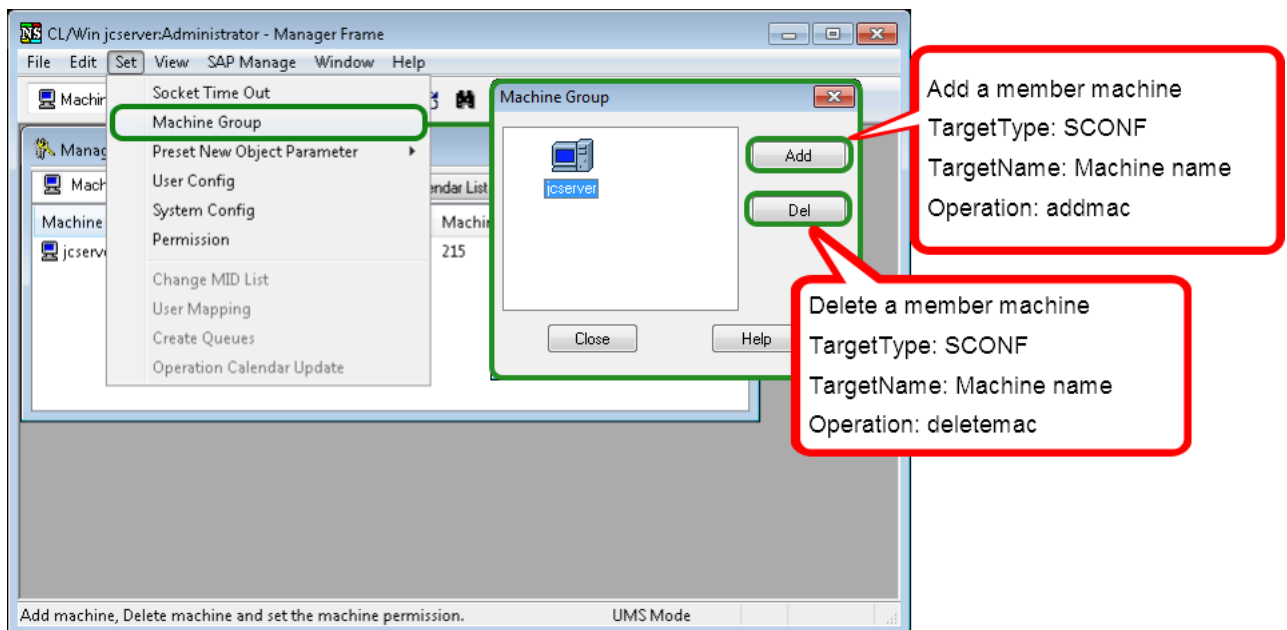 CL/Win jcserver:Administrator - Manager Frame
File Edit Set View SAP Manage Window Help
Socket Time Out
Machine Group
Preset New Object Parameter
User Config
System Config
Permission
Change MID List
User Mapping
Create Queues
Operation Calendar Update
Machine
215
Machine Group
jcserver
Add
Del
Close
Help
Add a member machine
TargetType: SCONF
TargetName: Machine name
Operation: addmac
Delete a member machine
TargetType: SCONF
TargetName: Machine name
Operation: deletemac
Add machine, Delete machine and set the machine permission.
UMS Mode